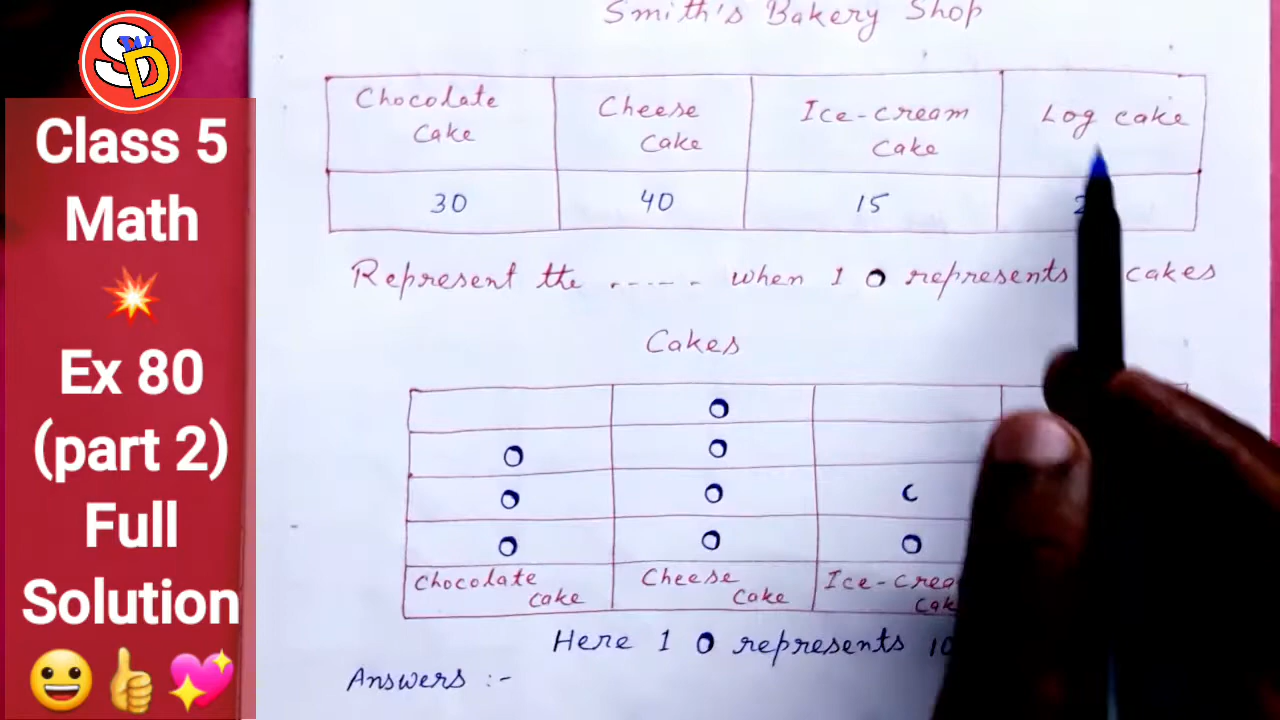 SwD
Class 5
Math
Ex 80
(part 2)
Full
Solution
Smith's Bakery Shop
Chocolate Cake
Cheese Cake
Ice-cream Cake
Log cake
30
40
15
Represent the ..... when 1 O represents cakes
Cakes
Chocolate cake
Cheese cake
Here 1 O represents 10
Answers :-